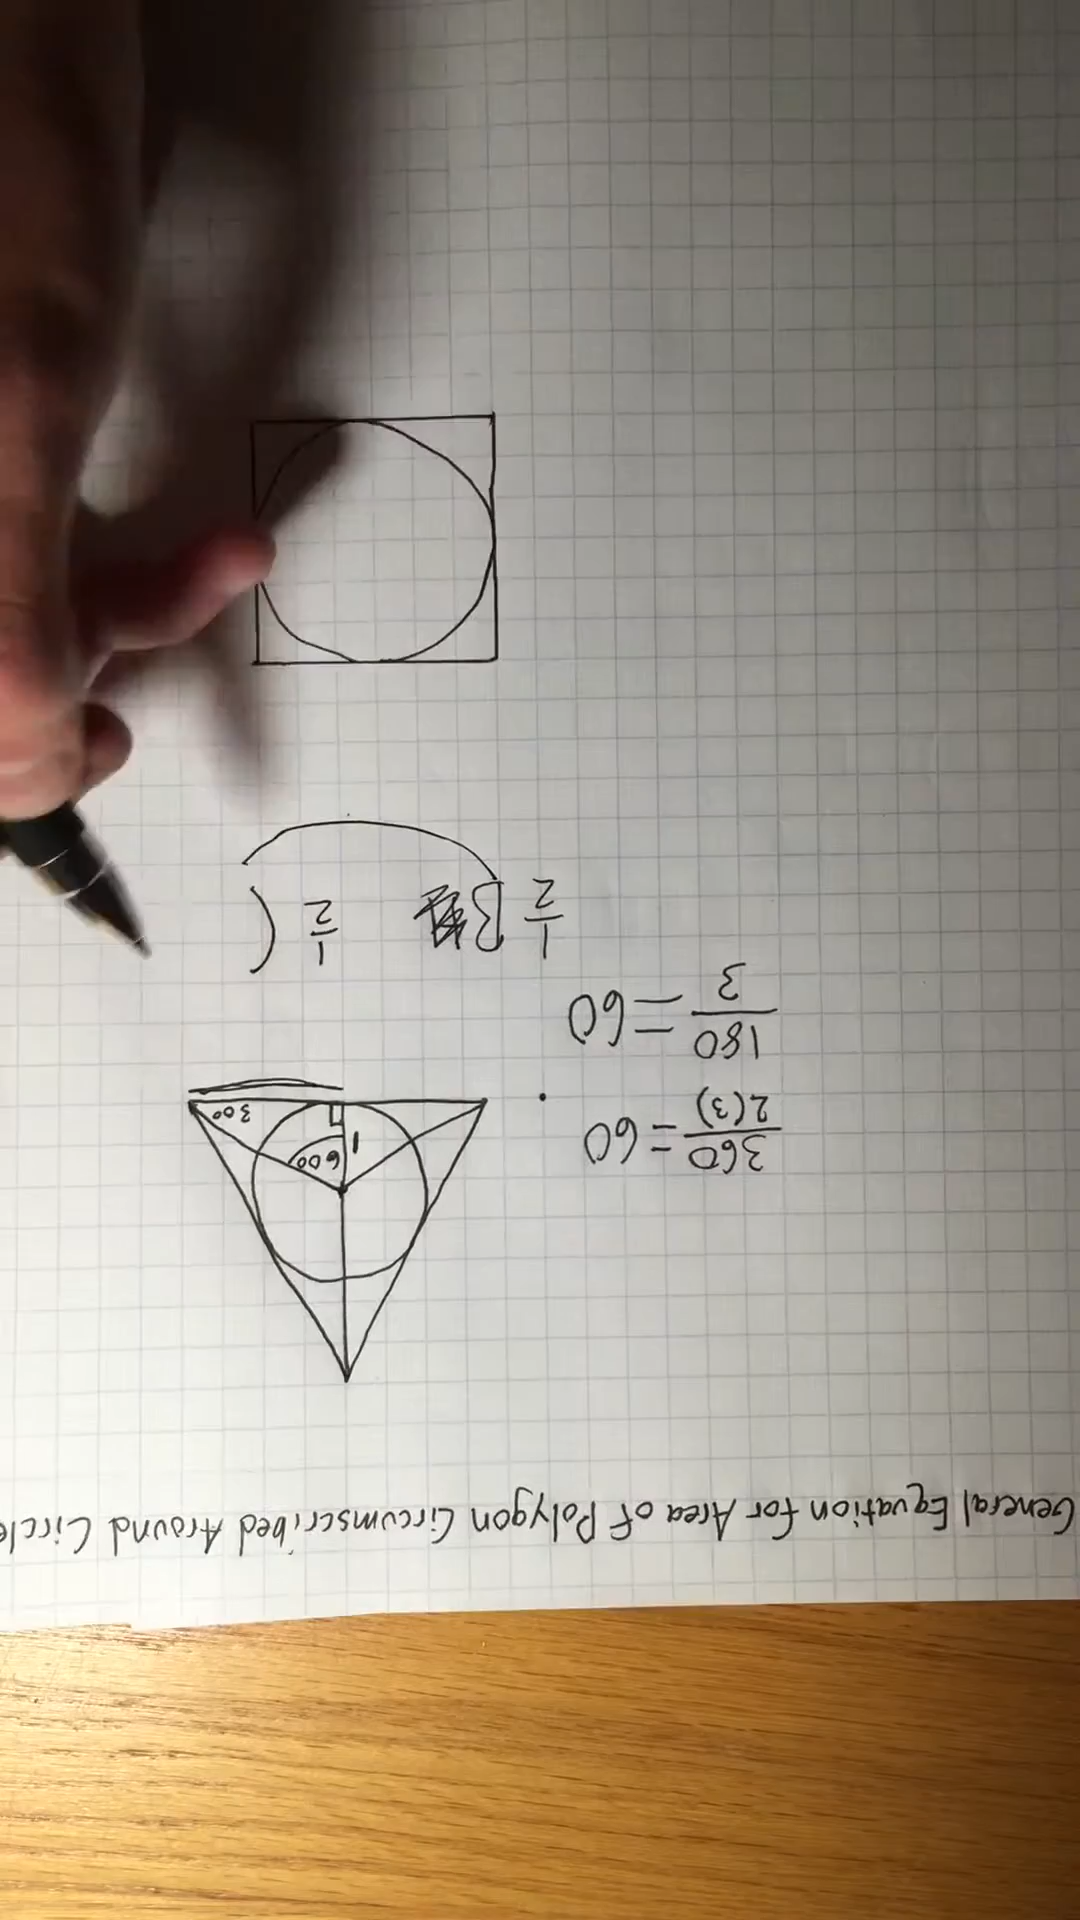 General Equation for Area of Polygon Circumscribed Around Circle
360/2(3) = 60
180/3 = 60
60°
1
30°
1/2 B
1/2 (